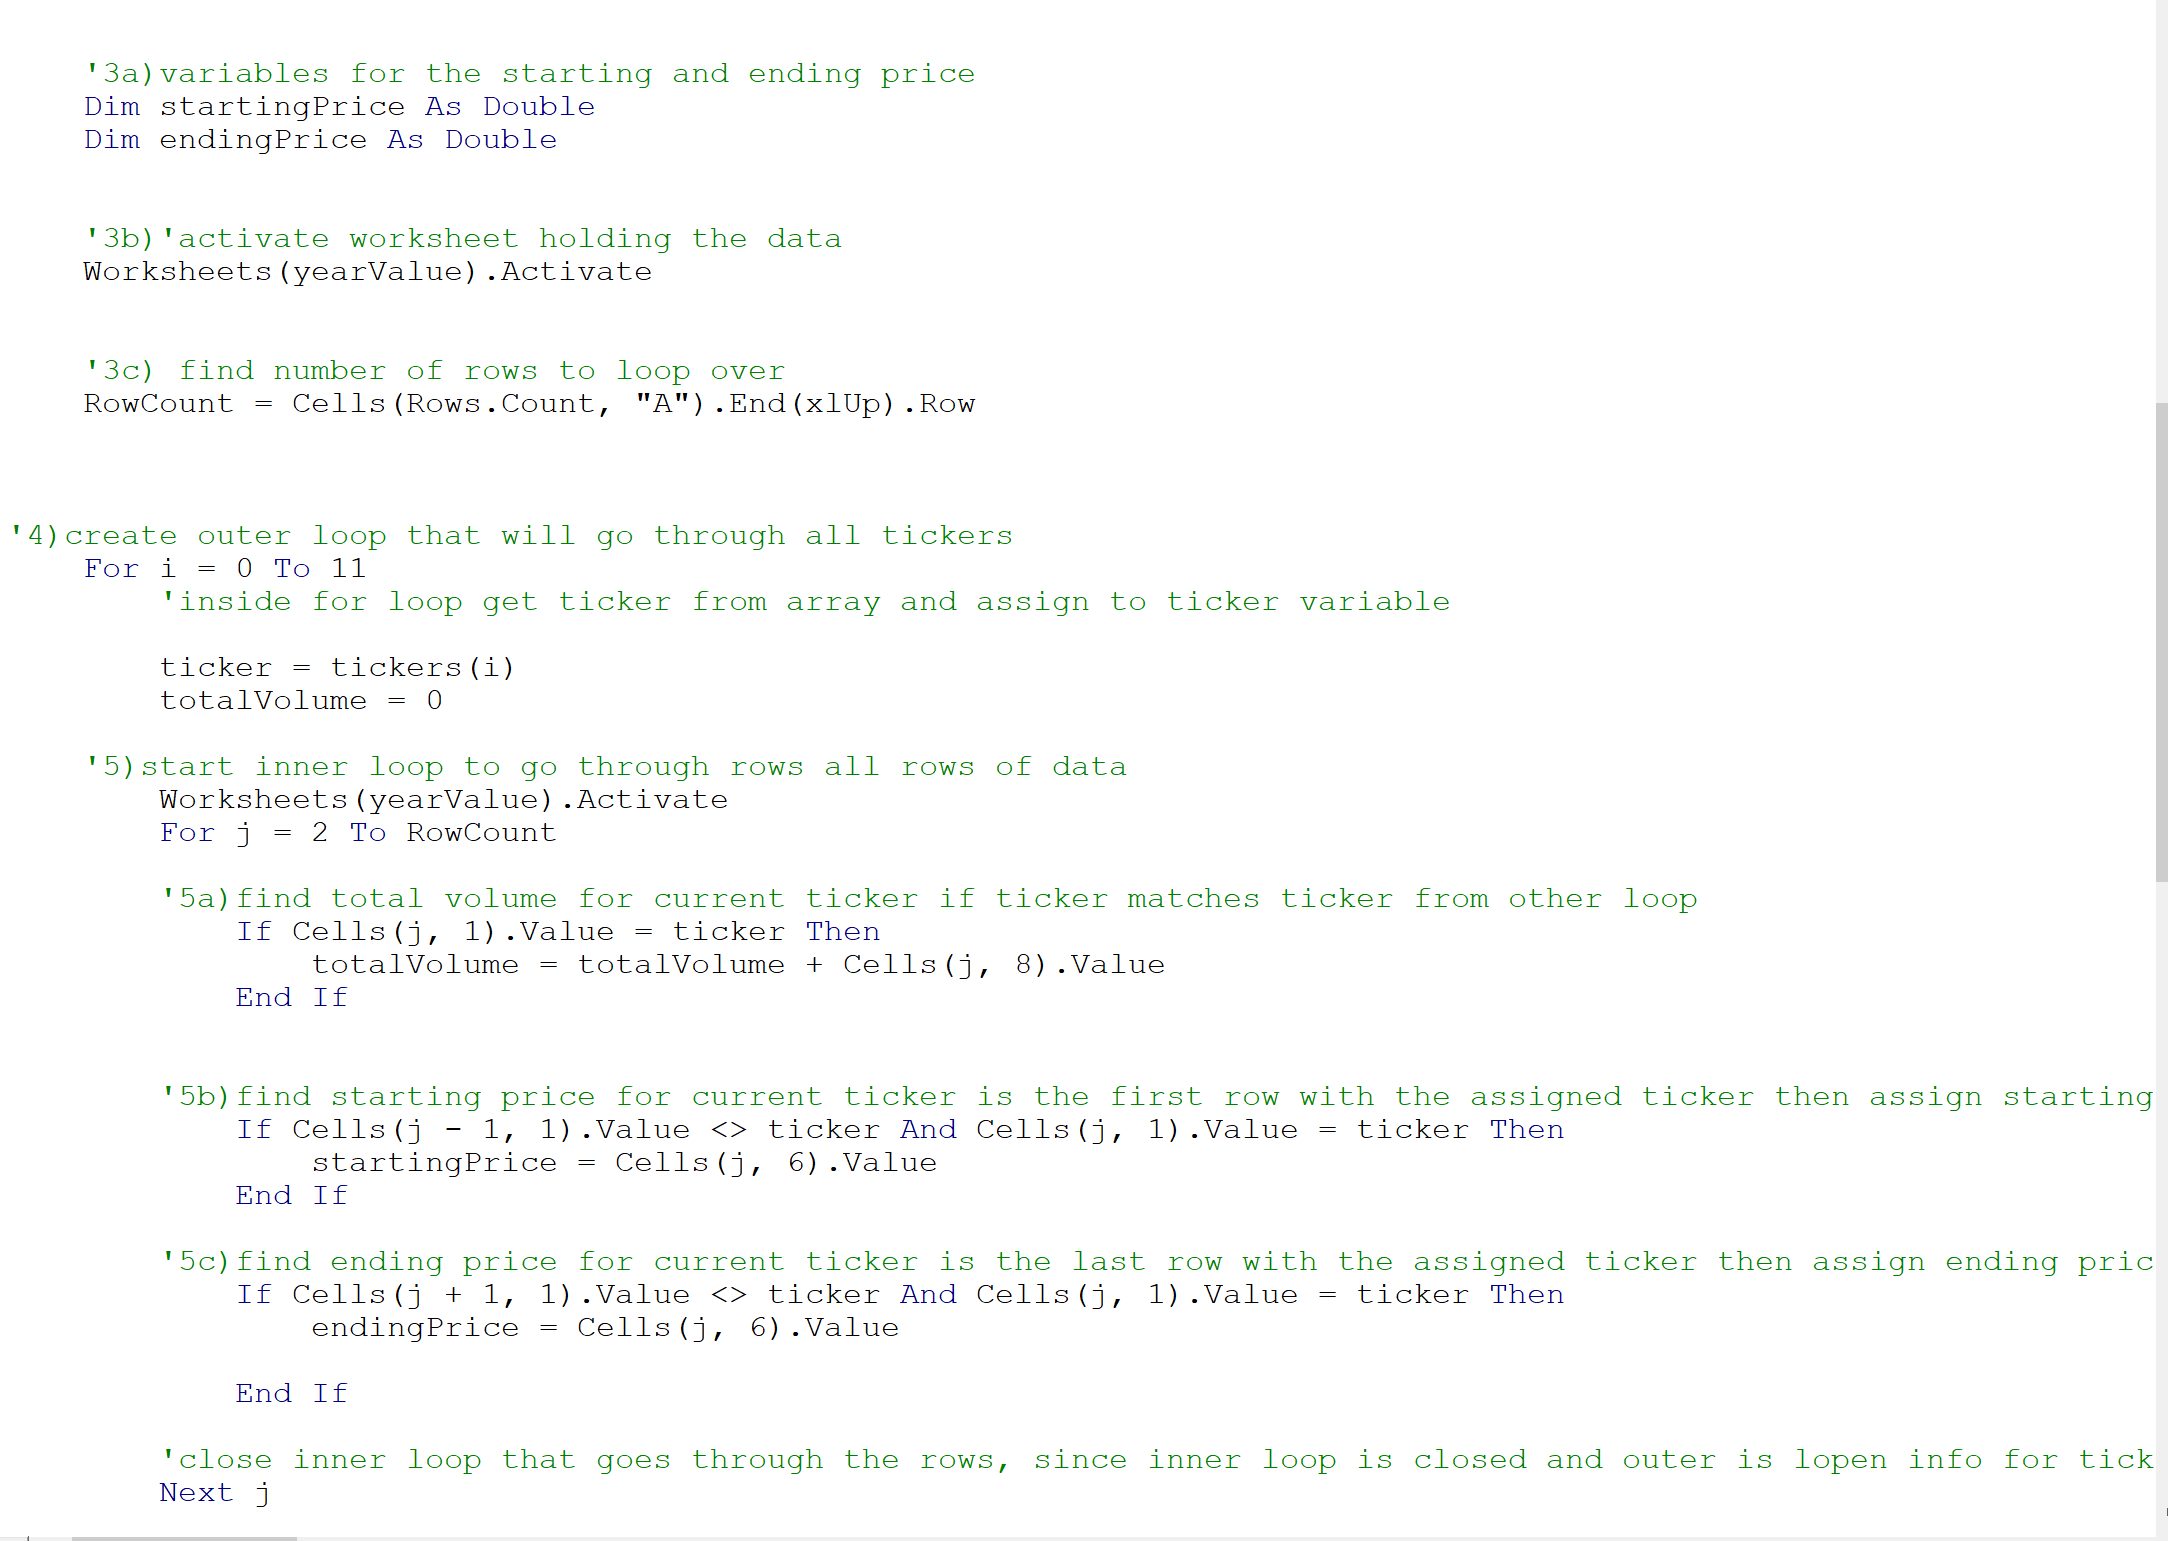 '3a)variables for the starting and ending price
Dim startingPrice As Double
Dim endingPrice As Double
'3b)'activate worksheet holding the data
Worksheets(yearValue).Activate
'3c) find number of rows to loop over
RowCount = Cells(Rows.Count, "A").End(xlUp).Row
'4)create outer loop that will go through all tickers
For i = 0 To 11
'inside for loop get ticker from array and assign to ticker variable
ticker = tickers(i)
totalVolume = 0
'5)start inner loop to go through rows all rows of data
Worksheets(yearValue).Activate
For j = 2 To RowCount
'5a)find total volume for current ticker if ticker matches ticker from other loop
If Cells(j, 1).Value = ticker Then
totalVolume = totalVolume + Cells(j, 8).Value
End If
'5b)find starting price for current ticker is the first row with the assigned ticker then assign starting
If Cells(j - 1, 1).Value <> ticker And Cells(j, 1).Value = ticker Then
startingPrice = Cells(j, 6).Value
End If
'5c)find ending price for current ticker is the last row with the assigned ticker then assign ending pric
If Cells(j + 1, 1).Value <> ticker And Cells(j, 1).Value = ticker Then
endingPrice = Cells(j, 6).Value
End If
'close inner loop that goes through the rows, since inner loop is closed and outer is lopen info for tick
Next j